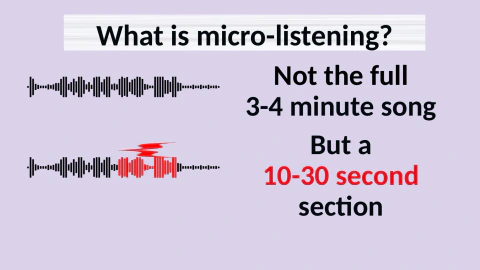 What is micro-listening?
Not the full
3-4 minute song
But a
10-30 second
section